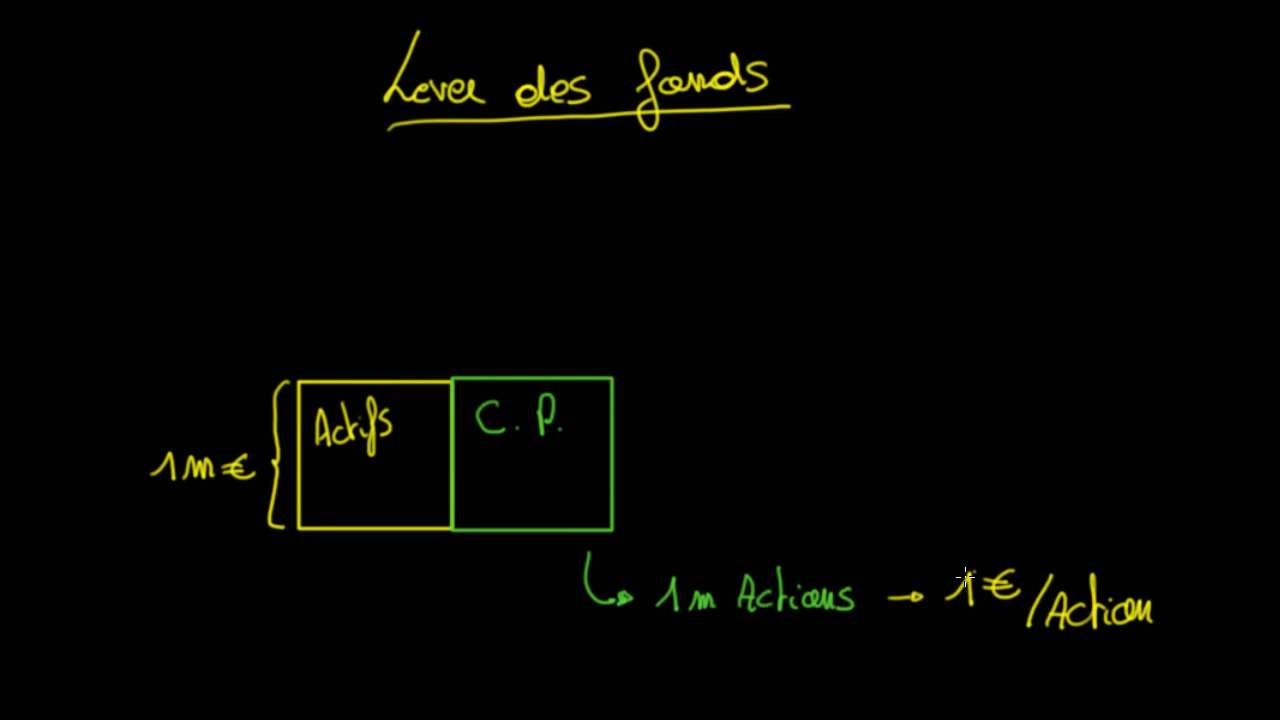 Lever des fonds
Actifs
C. P.
1m€
1m Actions → 1€/Action